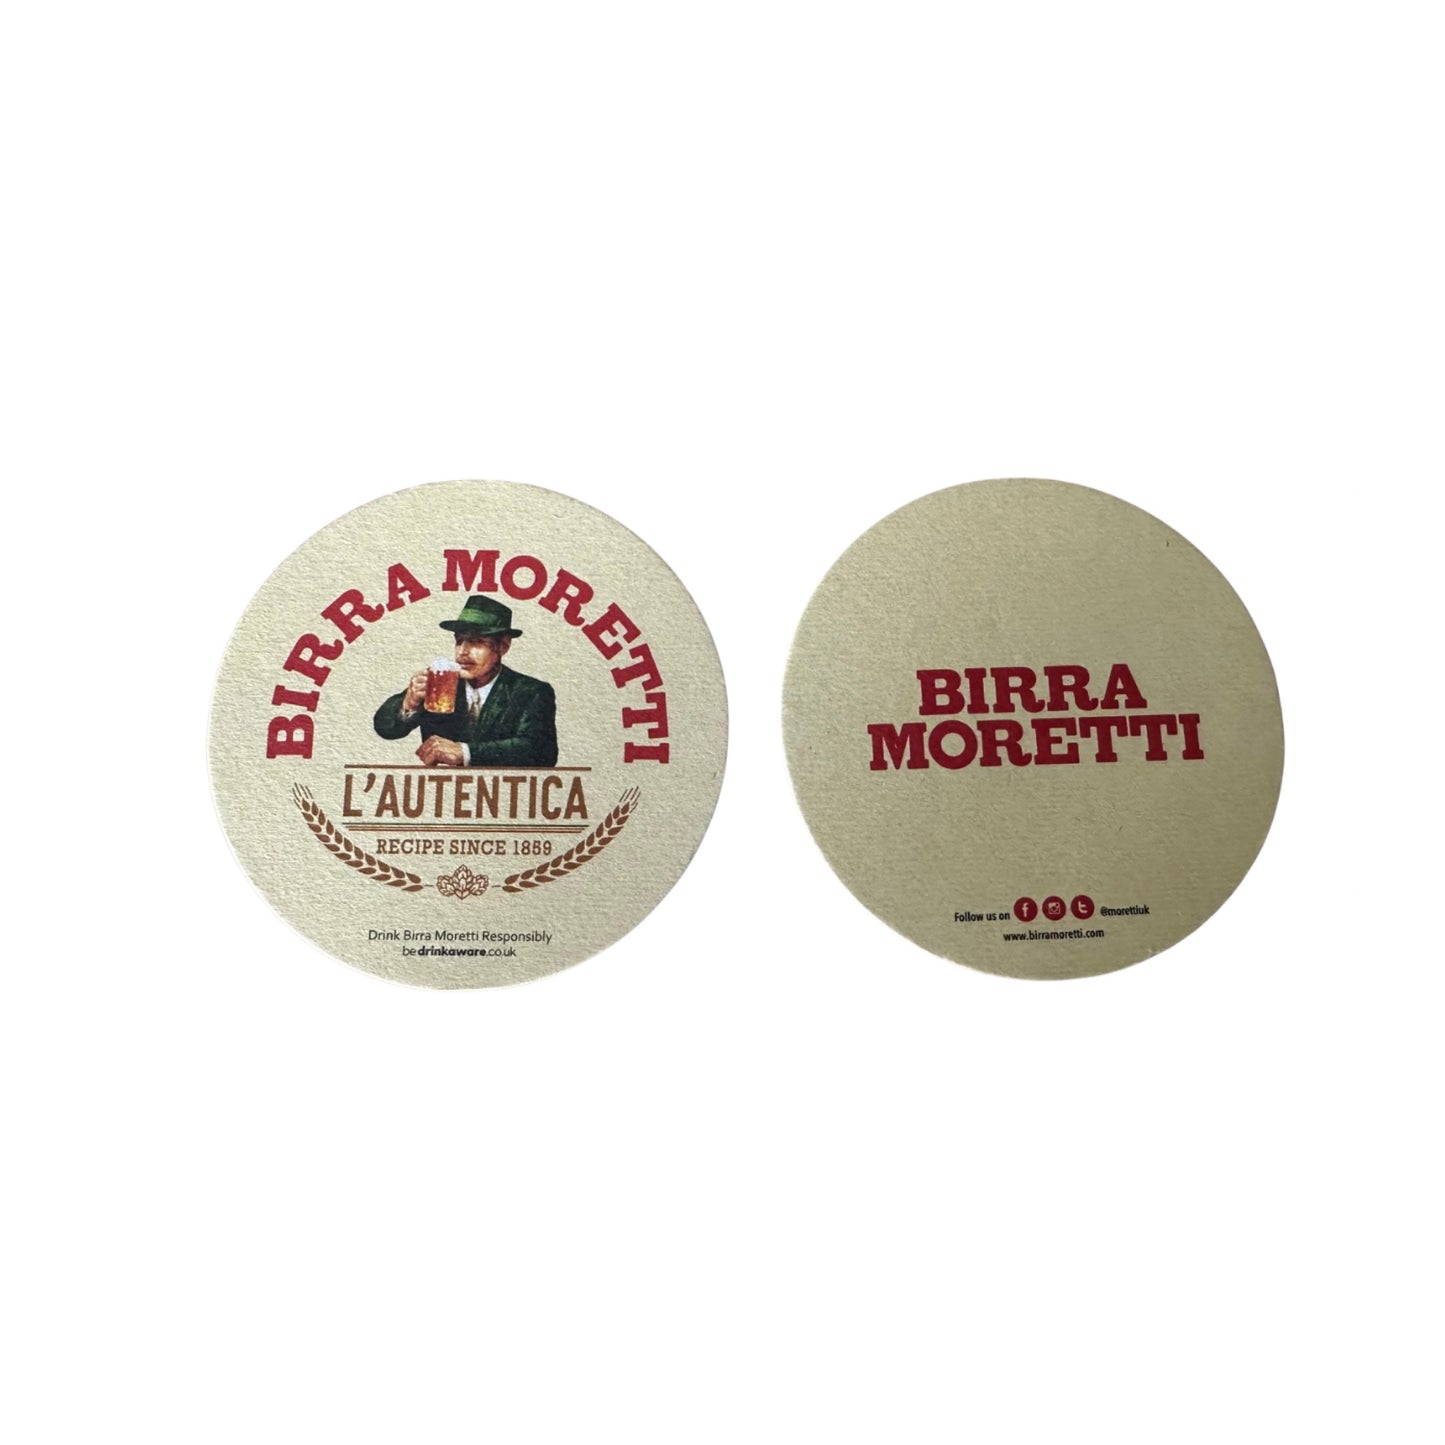 BIRRA MORETTI
L'AUTENTICA
RECIPE SINCE 1859
Drink Birra Moretti Responsibly
bedrinkaware.co.uk
BIRRA
MORETTI
Follow us on f t @morettiuk
www.birramoretti.com